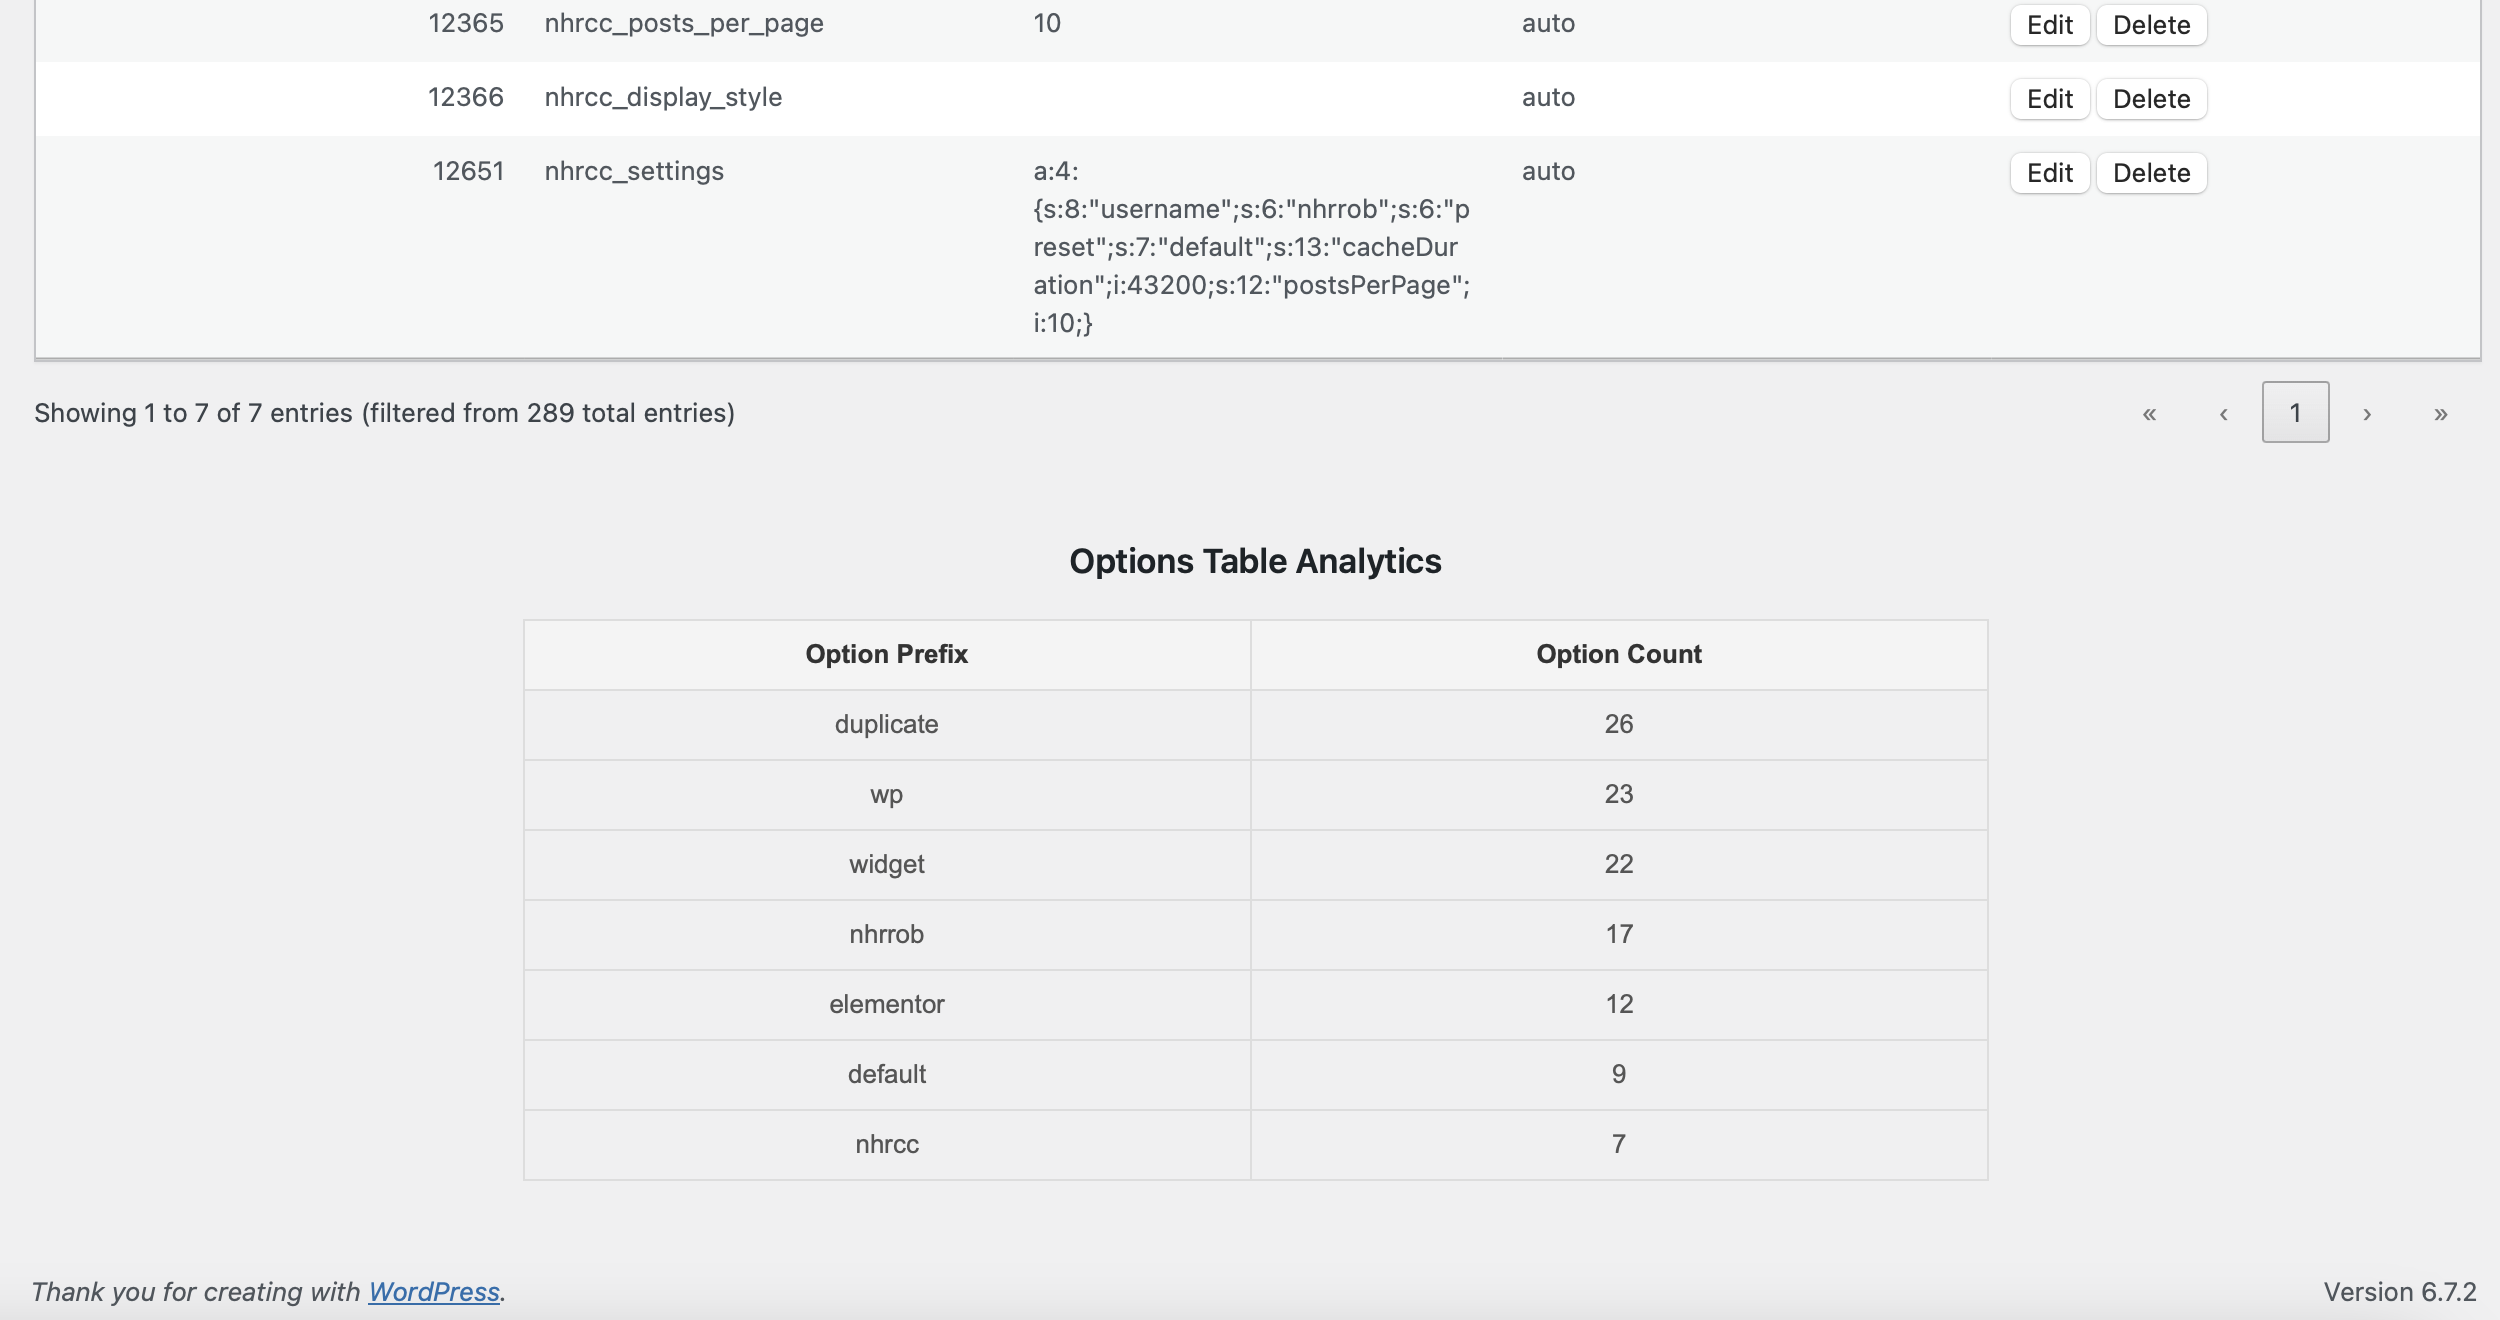 12365 nhrcc_posts_per_page 10 auto Edit Delete
12366 nhrcc_display_style auto Edit Delete
12651 nhrcc_settings a:4: auto Edit Delete
{s:8:"username";s:6:"nhrrob";s:6:"p
reset";s:7:"default";s:13:"cacheDur
ation";i:43200;s:12:"postsPerPage";
i:10;}
Showing 1 to 7 of 7 entries (filtered from 289 total entries) « ‹ 1 › »
Options Table Analytics
Option Prefix Option Count
duplicate 26
wp 23
widget 22
nhrrob 17
elementor 12
default 9
nhrcc 7
Thank you for creating with WordPress. Version 6.7.2